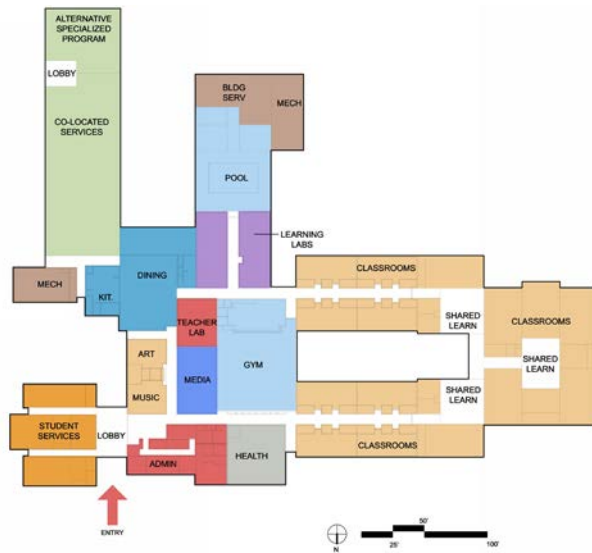 ALTERNATIVE
SPECIALIZED
PROGRAM
LOBBY
CO-LOCATED
SERVICES
BLDG
SERV
MECH
POOL
LEARNING
LABS
DINING
MECH
KIT.
CLASSROOMS
TEACHER
LAB
SHARED
LEARN
CLASSROOMS
ART
MEDIA
GYM
SHARED
LEARN
MUSIC
SHARED
LEARN
STUDENT
SERVICES
LOBBY
ADMIN
HEALTH
CLASSROOMS
ENTRY
N
50'
25'
100'